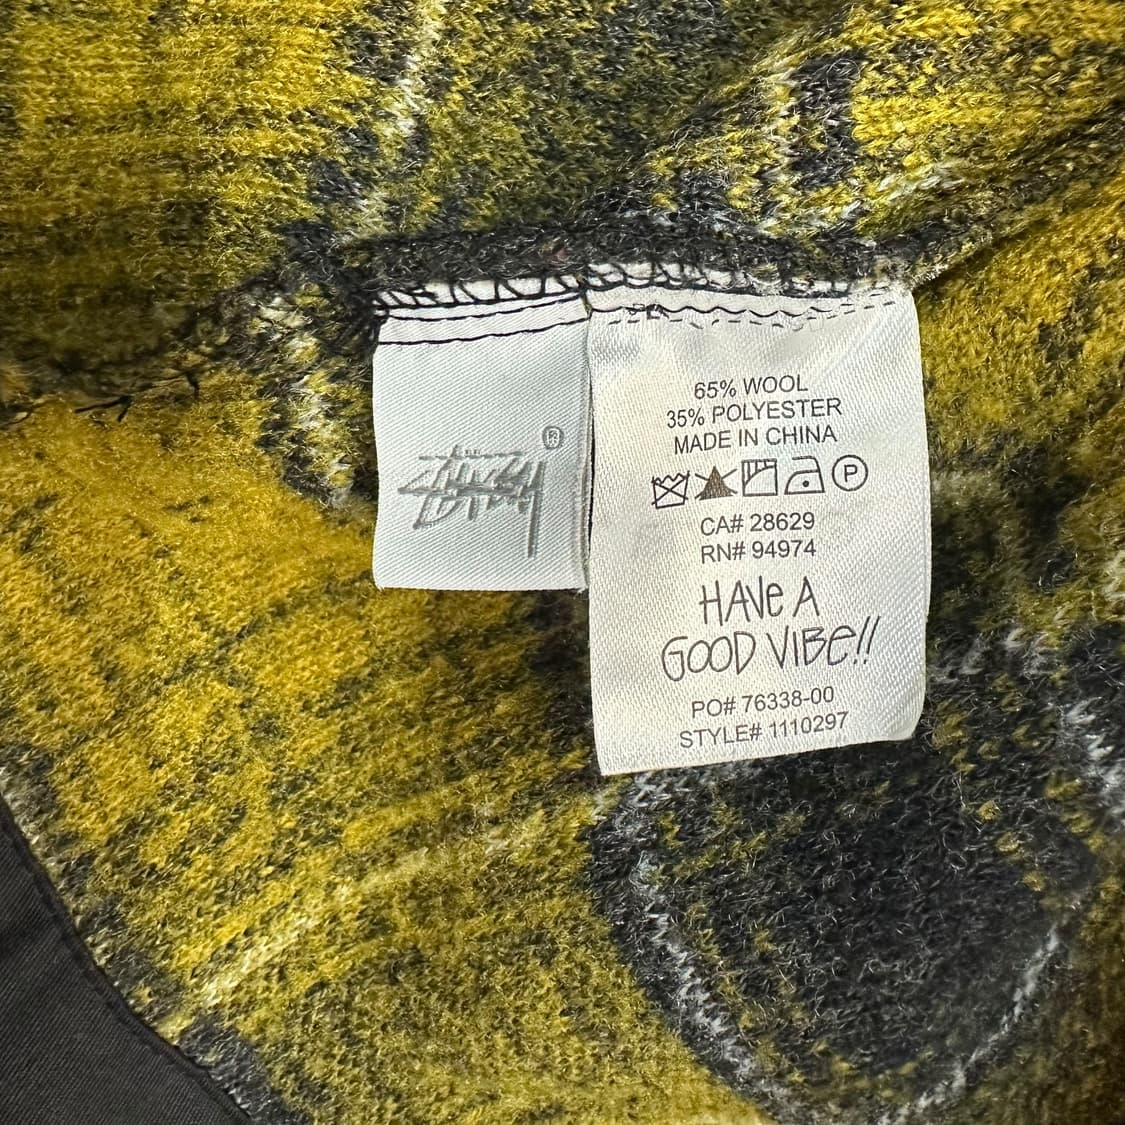 Stüssy
®
65% WOOL
35% POLYESTER
MADE IN CHINA
P
CA# 28629
RN# 94974
HAVe A
GOOD VIBe!!
PO# 76338-00
STYLE# 1110297